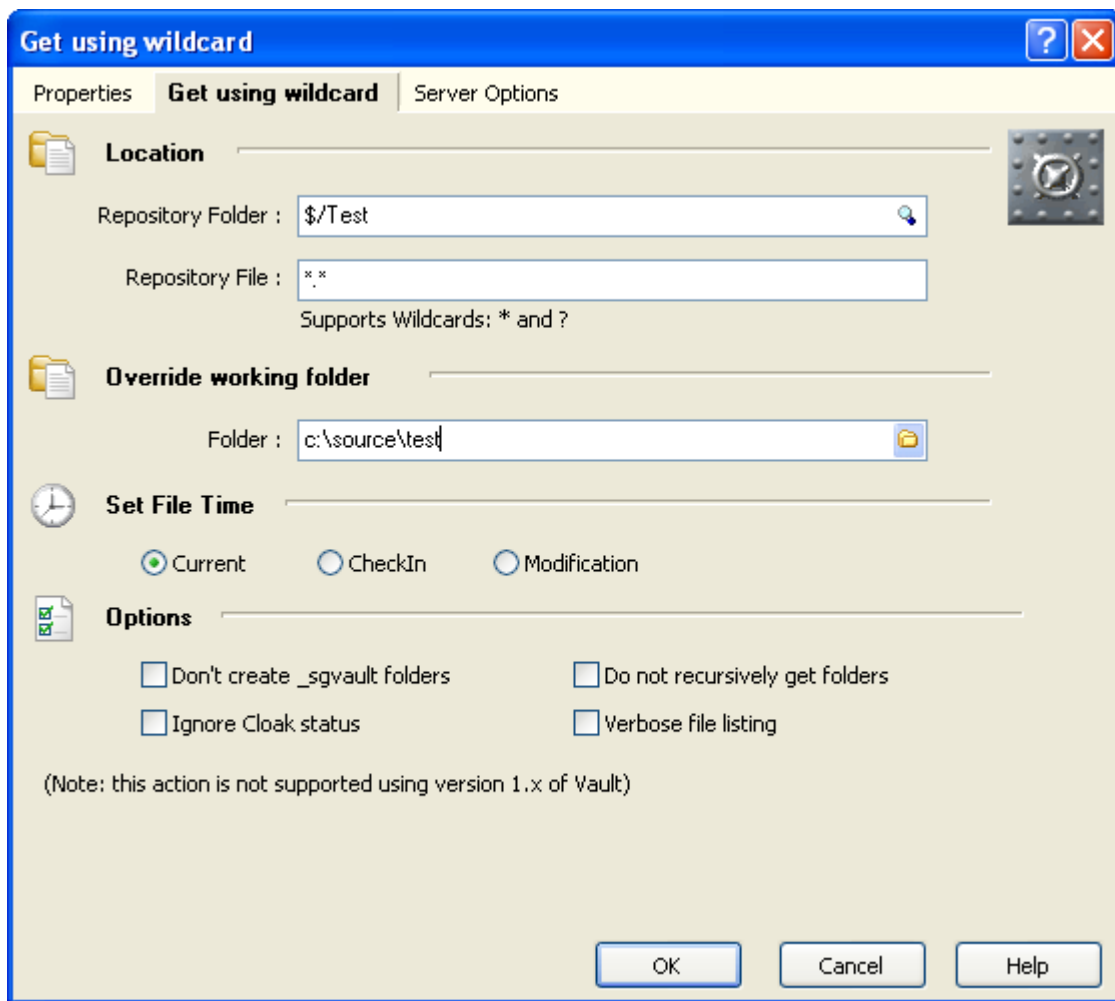 Get using wildcard
Properties Get using wildcard Server Options
Location
Repository Folder : $/Test
Repository File : *.*
Supports Wildcards: * and ?
Override working folder
Folder : c:\source\test
Set File Time
Current CheckIn Modification
Options
Don't create _sgvault folders Do not recursively get folders
Ignore Cloak status Verbose file listing
(Note: this action is not supported using version 1.x of Vault)
OK Cancel Help